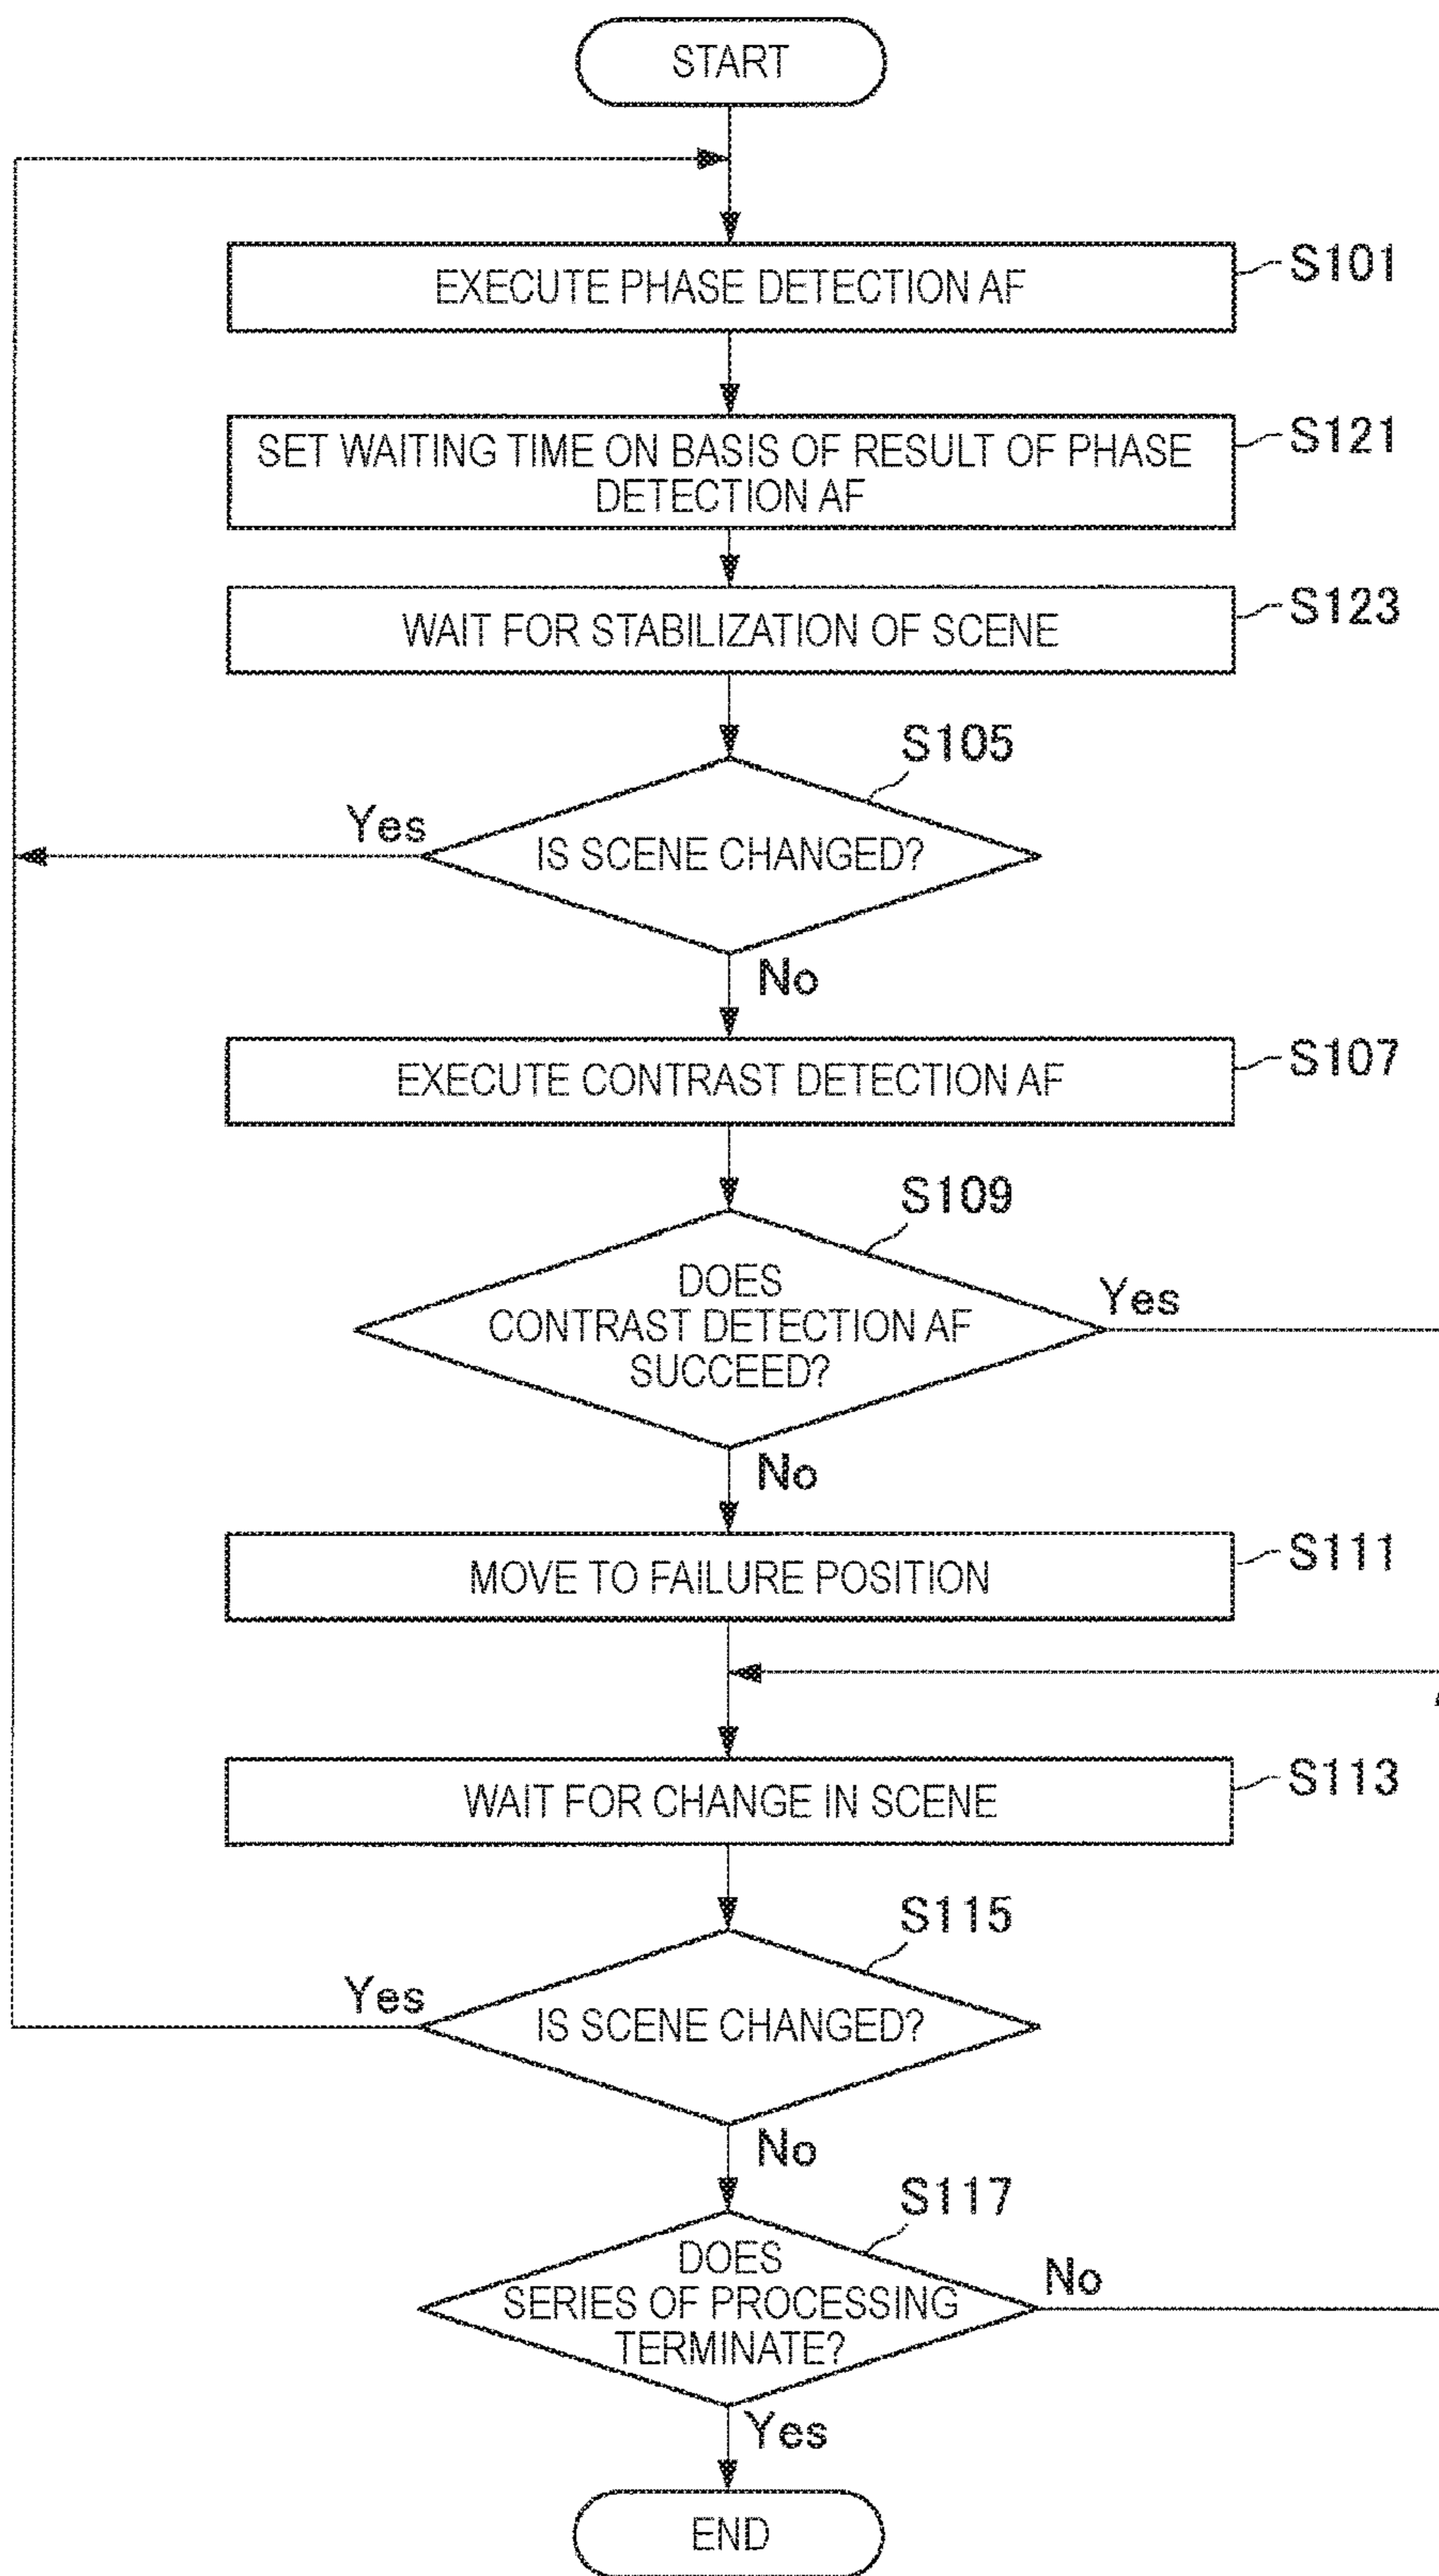 START
EXECUTE PHASE DETECTION AF
S101
SET WAITING TIME ON BASIS OF RESULT OF PHASE
DETECTION AF
S121
WAIT FOR STABILIZATION OF SCENE
S123
S105
Yes
IS SCENE CHANGED?
No
EXECUTE CONTRAST DETECTION AF
S107
S109
DOES
CONTRAST DETECTION AF
SUCCEED?
Yes
No
MOVE TO FAILURE POSITION
S111
WAIT FOR CHANGE IN SCENE
S113
S115
Yes
IS SCENE CHANGED?
No
S117
DOES
SERIES OF PROCESSING
TERMINATE?
No
Yes
END